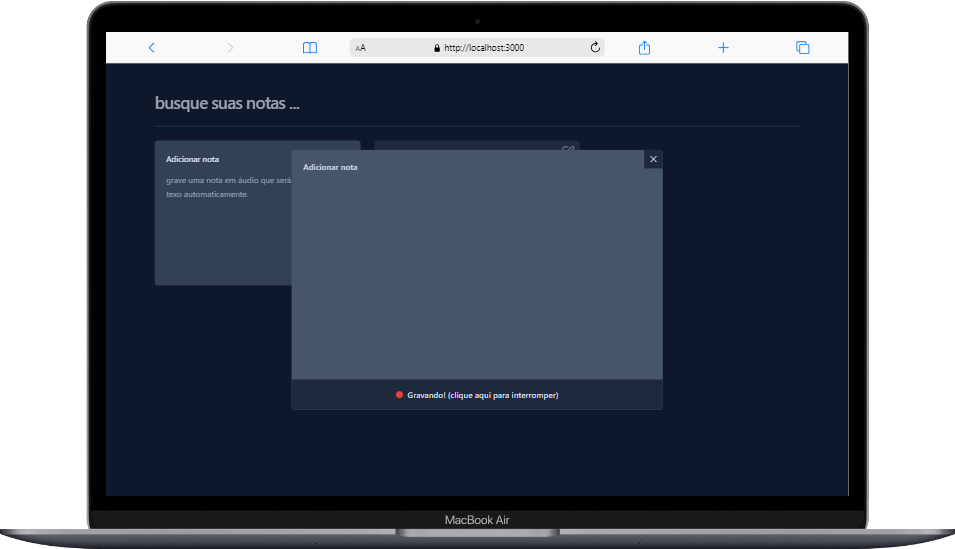 AA
http://localhost:3000
busque suas notas ...
Adicionar nota
grave uma nota em áudio que será
texo automaticamente.
Adicionar nota
Gravando! (clique aqui para interromper)
MacBook Air